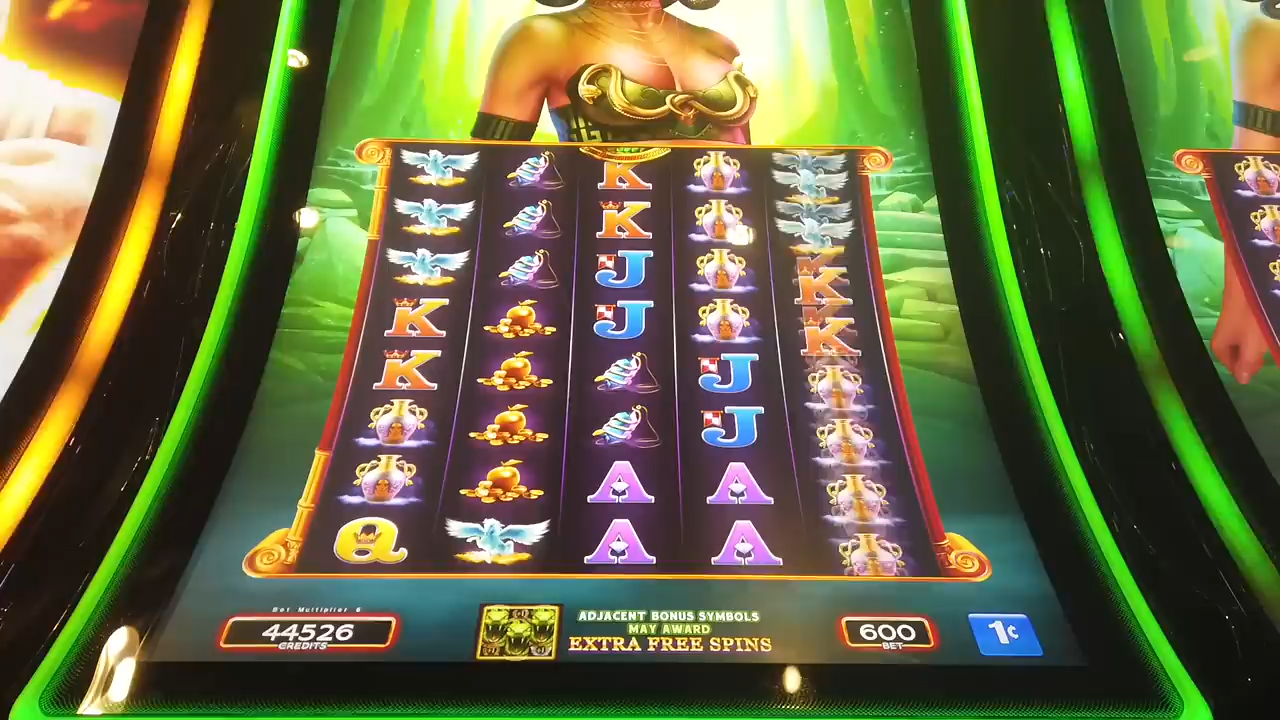 K
K
J
K
J
K
K
K
J
J
A
A
Q
A
A
Bet Multiplier 6
44526
CREDITS
ADJACENT BONUS SYMBOLS
MAY AWARD
EXTRA FREE SPINS
600
BET
1¢